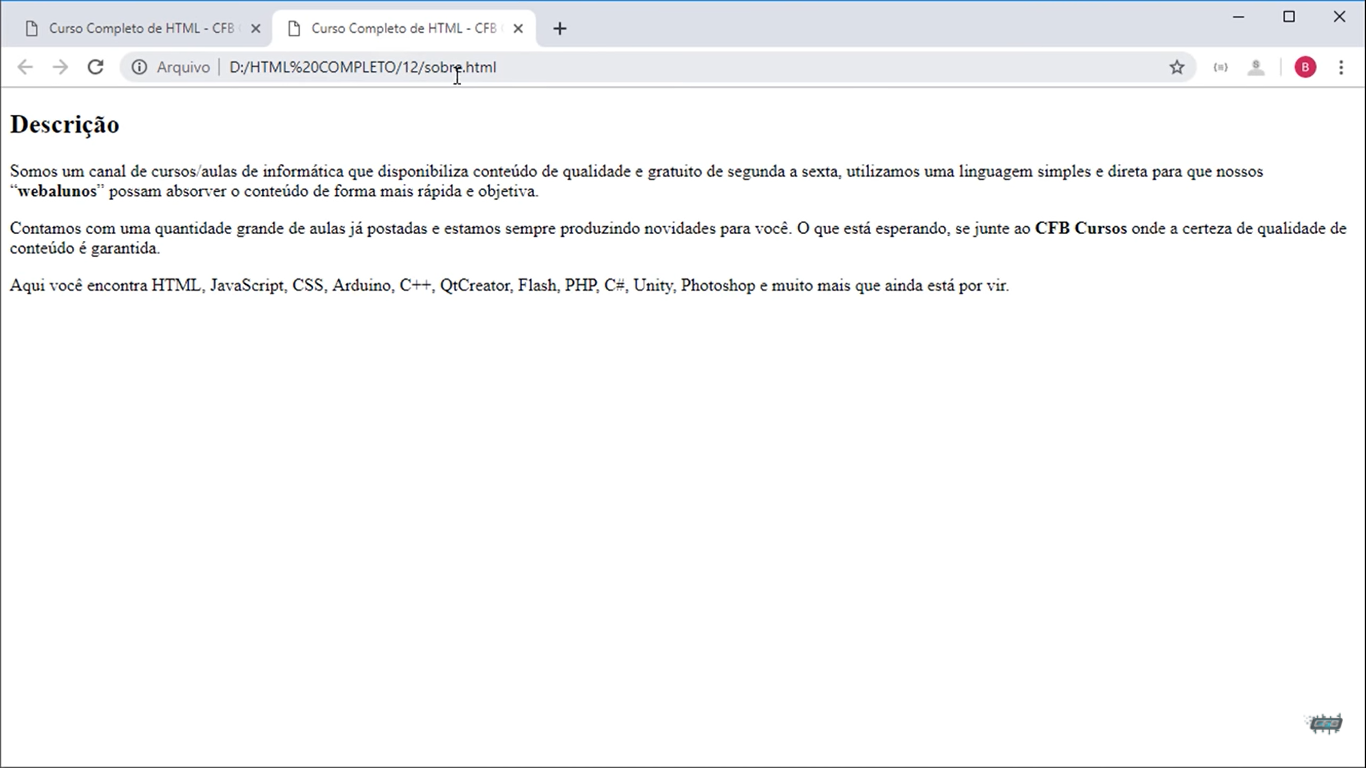 Curso Completo de HTML - CFB
Curso Completo de HTML - CFB
Arquivo
D:/HTML%20COMPLETO/12/sobre.html
B
Descrição
Somos um canal de cursos/aulas de informática que disponibiliza conteúdo de qualidade e gratuito de segunda a sexta, utilizamos uma linguagem simples e direta para que nossos
“webalunos” possam absorver o conteúdo de forma mais rápida e objetiva.
Contamos com uma quantidade grande de aulas já postadas e estamos sempre produzindo novidades para você. O que está esperando, se junte ao CFB Cursos onde a certeza de qualidade de
conteúdo é garantida.
Aqui você encontra HTML, JavaScript, CSS, Arduino, C++, QtCreator, Flash, PHP, C#, Unity, Photoshop e muito mais que ainda está por vir.